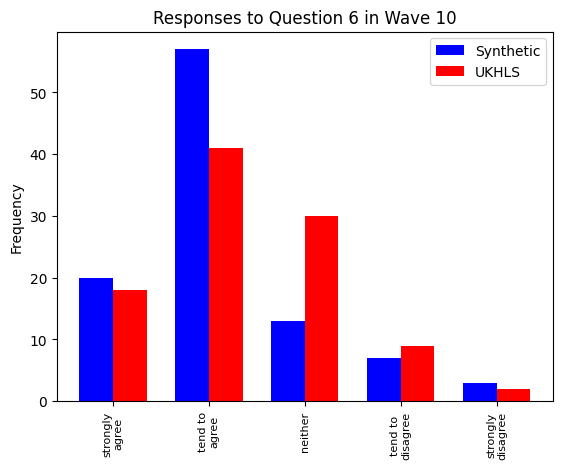 Responses to Question 6 in Wave 10
Synthetic
UKHLS
Frequency
50
40
30
20
10
0
strongly
agree
tend to
agree
neither
tend to
disagree
strongly
disagree